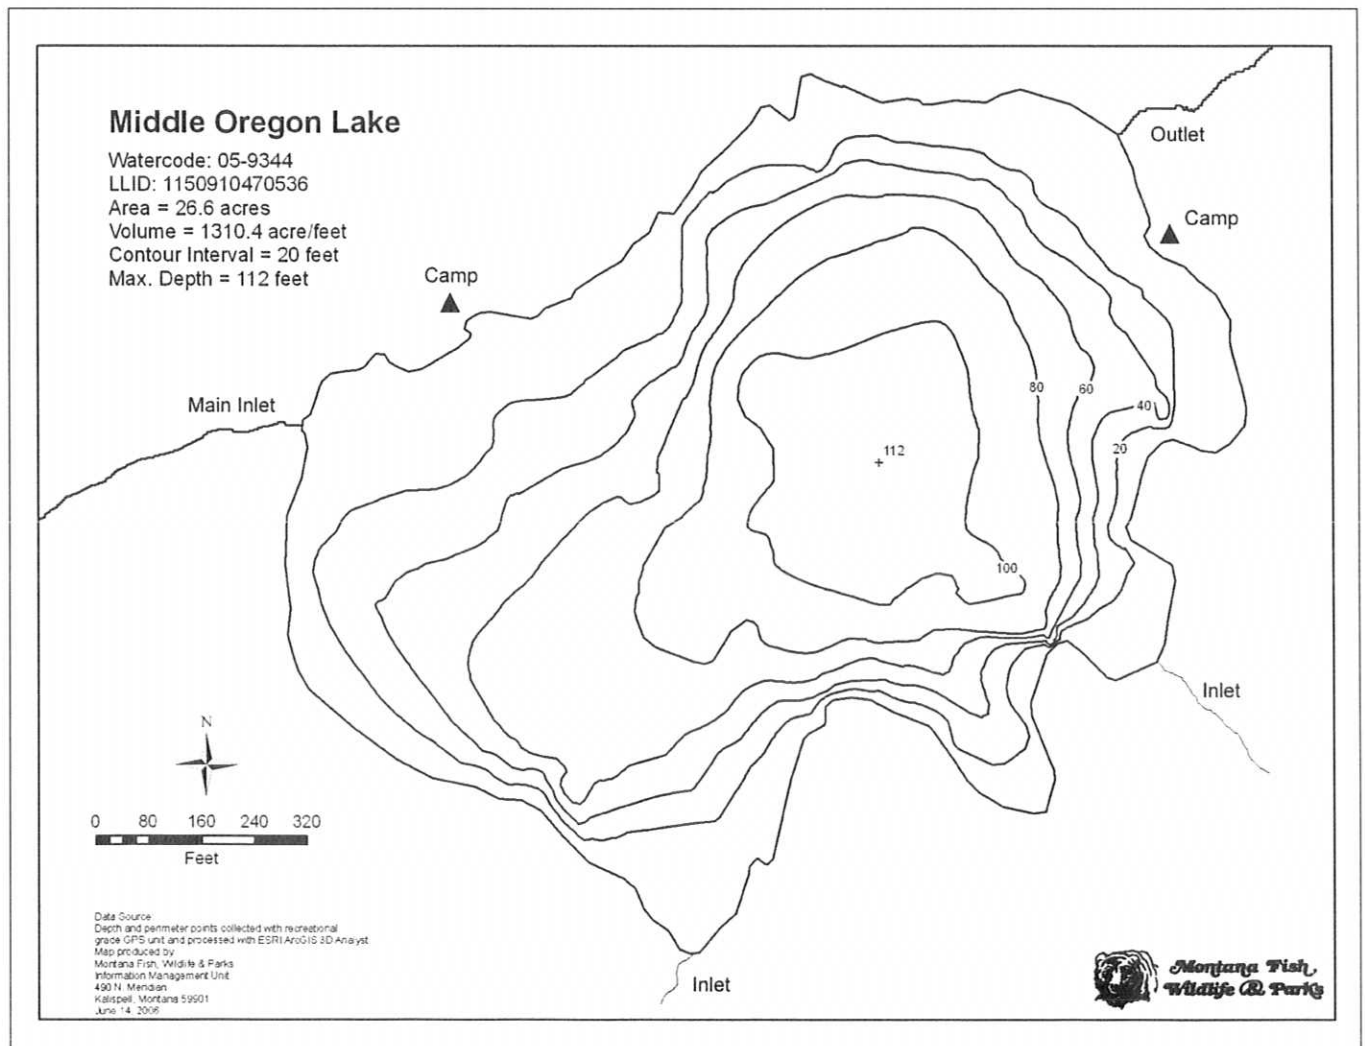 Middle Oregon Lake
Watercode: 05-9344
LLID: 1150910470536
Area = 26.6 acres
Volume = 1310.4 acre/feet
Contour Interval = 20 feet
Max. Depth = 112 feet
Outlet
Camp
Camp
Main Inlet
80
60
40
20
112
100
Inlet
N
0 80 160 240 320
Feet
Data Source
Depth and perimeter points collected with recreational
grade GPS unit and processed with ESRI ArcGIS 3D Analyst
Map produced by
Montana Fish, Wildlife & Parks
Information Management Unit
490 N. Meridian
Kalispell, Montana 59901
June 14, 2006
Inlet
Montana Fish,
Wildlife & Parks